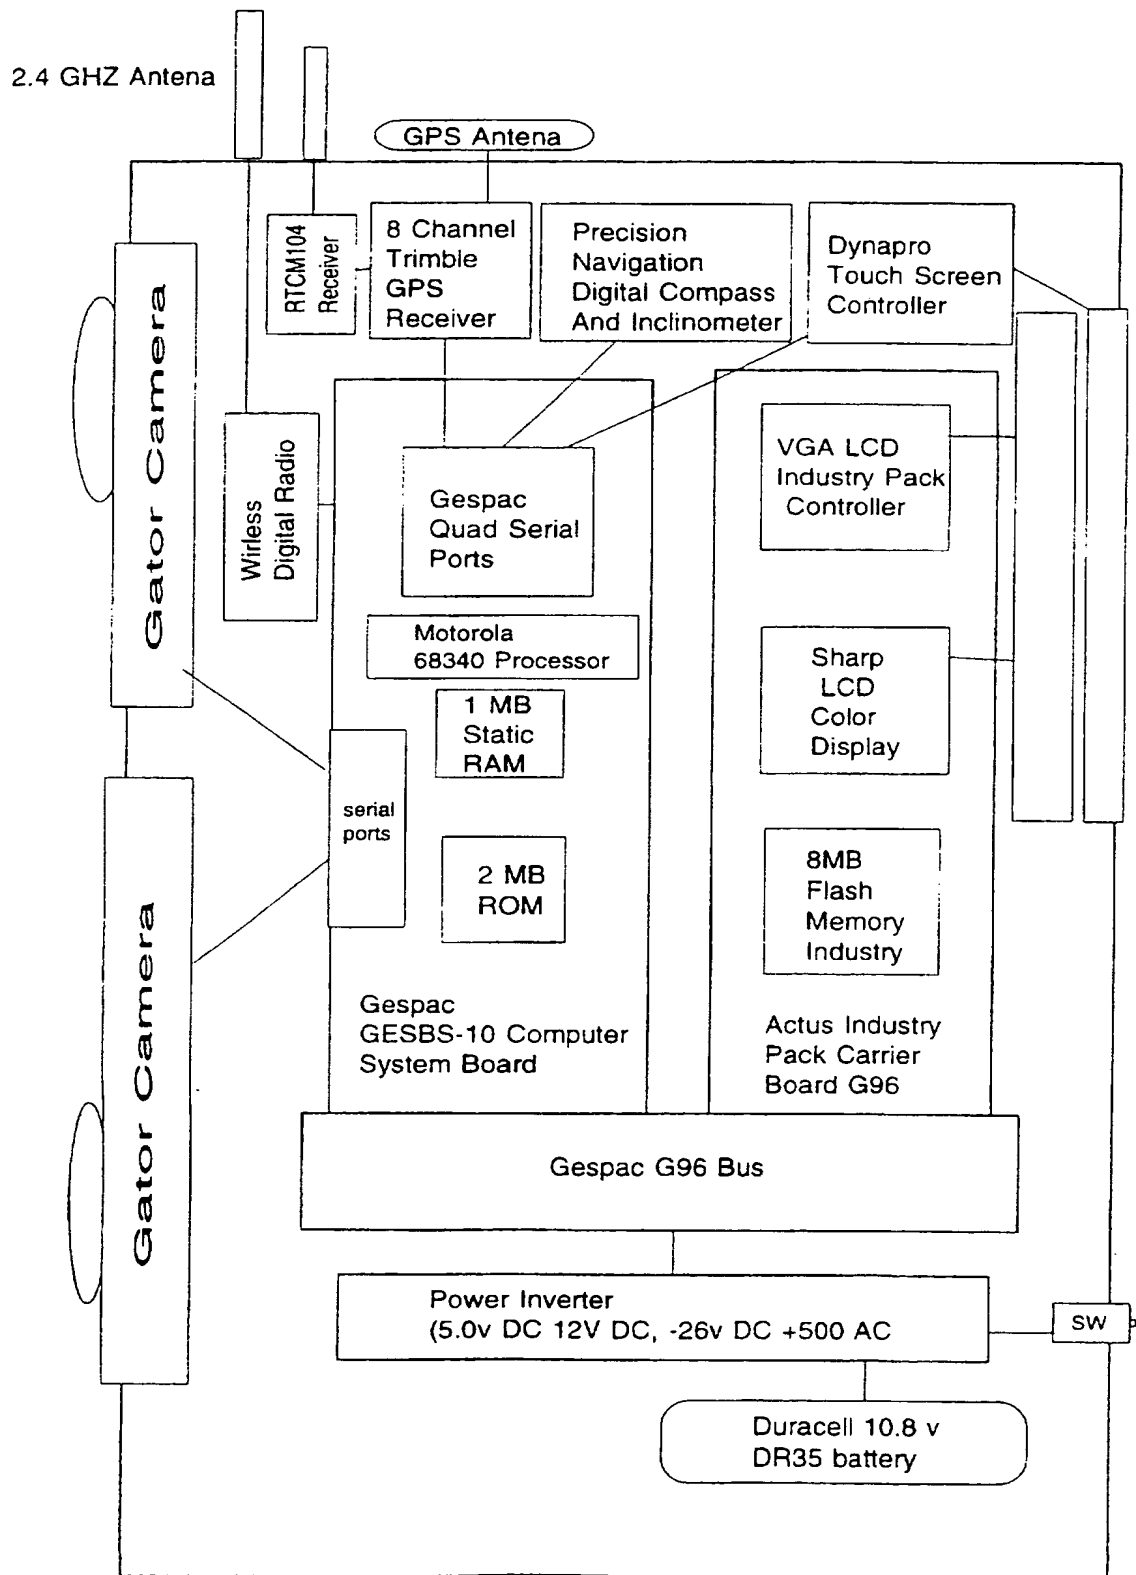 2.4 GHZ Antena
GPS Antena
RTCM104
Receiver
8 Channel
Trimble
GPS
Receiver
Precision
Navigation
Digital Compass
And Inclinometer
Dynapro
Touch Screen
Controller
Gator Camera
Wirless
Digital Radio
Gespac
Quad Serial
Ports
VGA LCD
Industry Pack
Controller
Motorola
68340 Processor
1 MB
Static
RAM
Sharp
LCD
Color
Display
serial
ports
2 MB
ROM
8MB
Flash
Memory
Industry
Gator Camera
Gespac
GESBS-10 Computer
System Board
Actus Industry
Pack Carrier
Board G96
Gespac G96 Bus
Power Inverter
(5.0v DC 12V DC, -26v DC +500 AC
SW
Duracell 10.8 v
DR35 battery